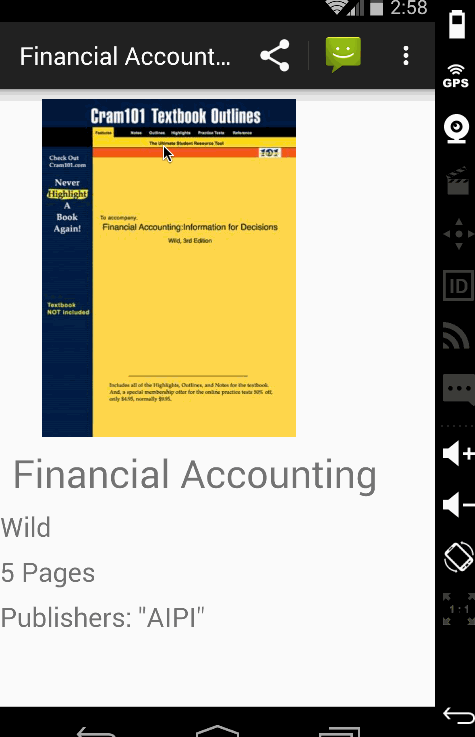 2:58
Financial Account...
GPS
Cram101 Textbook Outlines
Features Notes Outlines Highlights Practice Tests Reference
The Ultimate Student Resource Tool
101
Check Out
Cram101.com
Never
Highlight
A
Book
Again!
To accompany.
Financial Accounting:Information for Decisions
Wild, 3rd Edition
ID
Textbook
NOT included
Includes all of the Highlights, Outlines, and Notes for the textbook.
And, a special membership offer for the online practice tests 50% off,
only $4.95, normally $9.95.
Financial Accounting
Wild
5 Pages
Publishers: "AIPI"
1:1